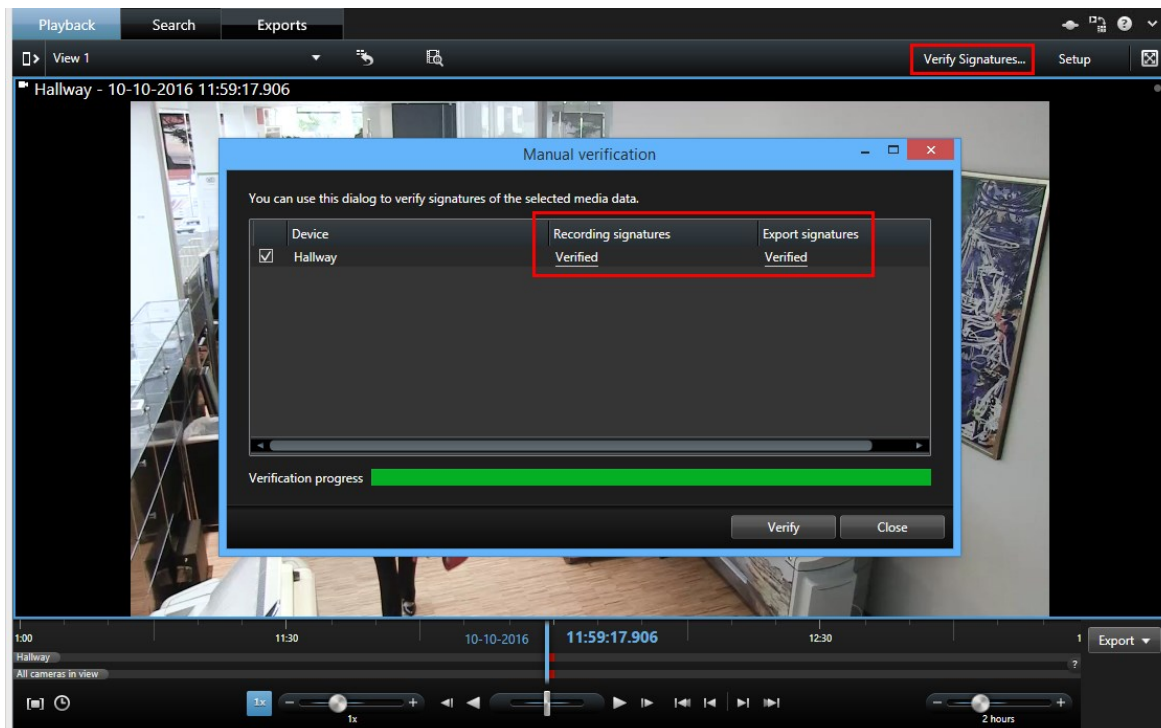 Playback Search Exports
View 1 Verify Signatures... Setup
Hallway - 10-10-2016 11:59:17.906
Manual verification
You can use this dialog to verify signatures of the selected media data.
Device Recording signatures Export signatures
Hallway Verified Verified
Verification progress
Verify Close
1:00 11:30 10-10-2016 11:59:17.906 12:30 1
Export
Hallway
All cameras in view
1x
1x
2 hours